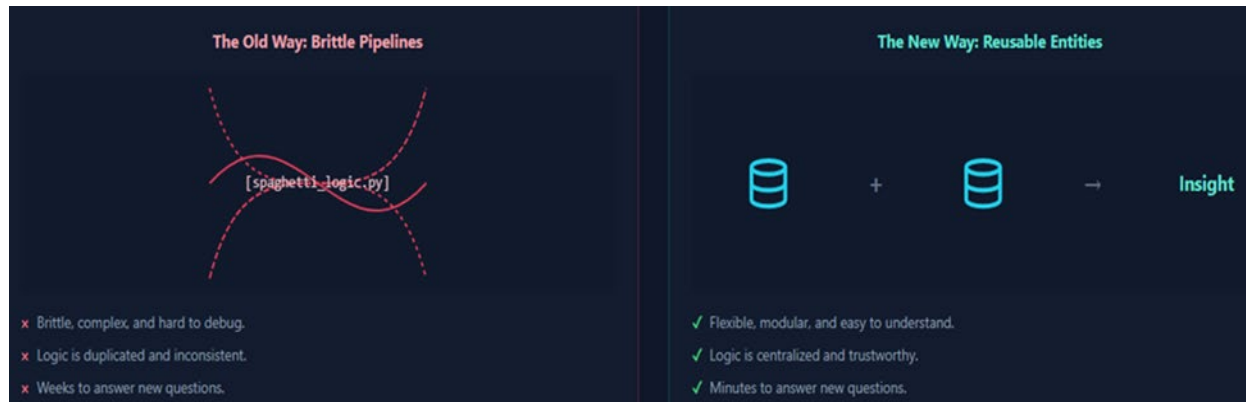 The Old Way: Brittle Pipelines
[spaghetti_logic.py]
x Brittle, complex, and hard to debug.
x Logic is duplicated and inconsistent.
x Weeks to answer new questions.
The New Way: Reusable Entities
+ → Insight
✓ Flexible, modular, and easy to understand.
✓ Logic is centralized and trustworthy.
✓ Minutes to answer new questions.